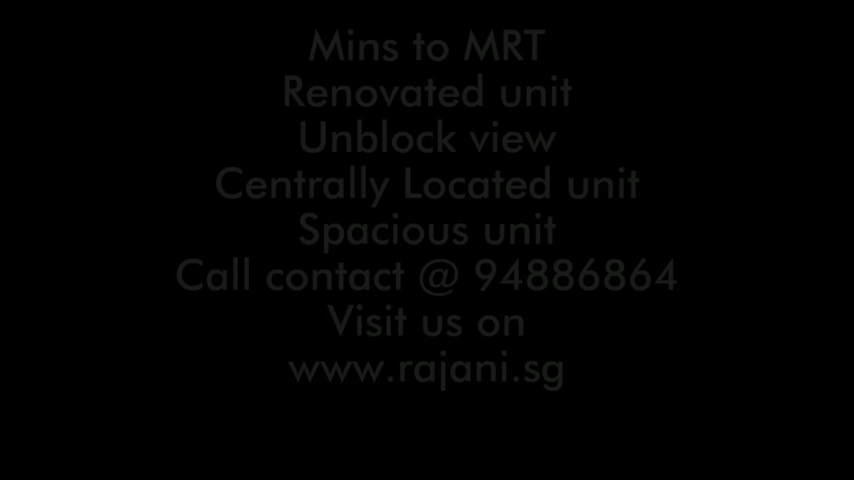 Mins to MRT
Renovated unit
Unblock view
Centrally Located unit
Spacious unit
Call contact @ 94886864
Visit us on
www.rajani.sg